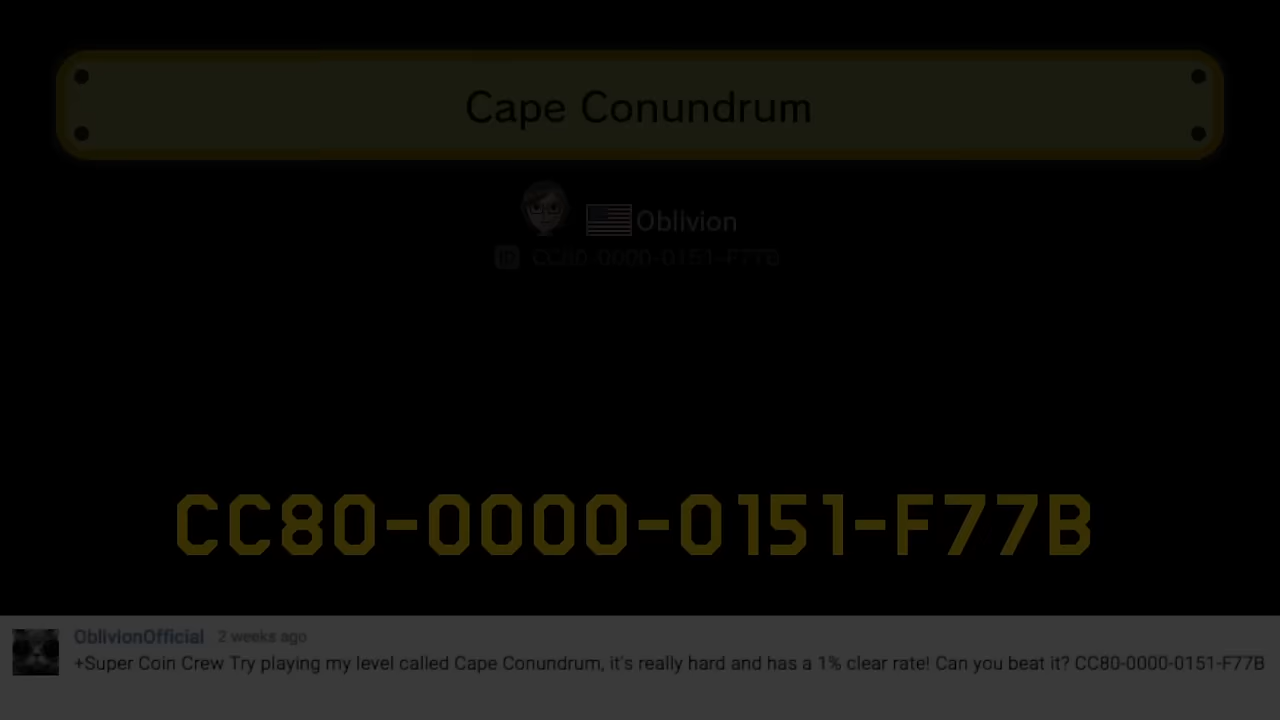 Cape Conundrum
Oblivion
ID CC80-0000-0151-F77B
CC80-0000-0151-F77B
OblivionOfficial 2 weeks ago
+Super Coin Crew Try playing my level called Cape Conundrum, it's really hard and has a 1% clear rate! Can you beat it? CC80-0000-0151-F77B